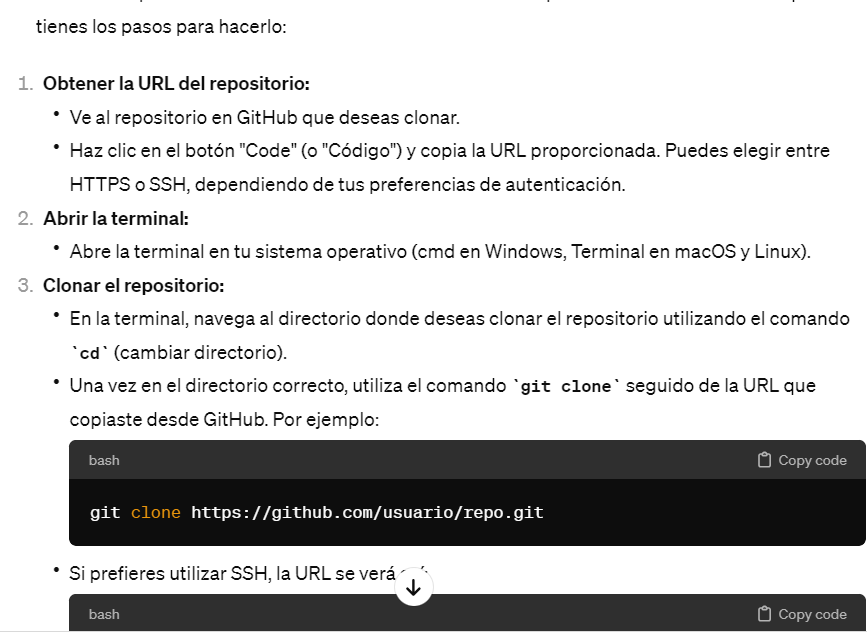 tienes los pasos para hacerlo:
1. Obtener la URL del repositorio:
• Ve al repositorio en GitHub que deseas clonar.
• Haz clic en el botón "Code" (o "Código") y copia la URL proporcionada. Puedes elegir entre
HTTPS o SSH, dependiendo de tus preferencias de autenticación.
2. Abrir la terminal:
• Abre la terminal en tu sistema operativo (cmd en Windows, Terminal en macOS y Linux).
3. Clonar el repositorio:
• En la terminal, navega al directorio donde deseas clonar el repositorio utilizando el comando
`cd` (cambiar directorio).
• Una vez en el directorio correcto, utiliza el comando `git clone` seguido de la URL que
copiaste desde GitHub. Por ejemplo:
bash Copy code
git clone https://github.com/usuario/repo.git
• Si prefieres utilizar SSH, la URL se verá
bash Copy code